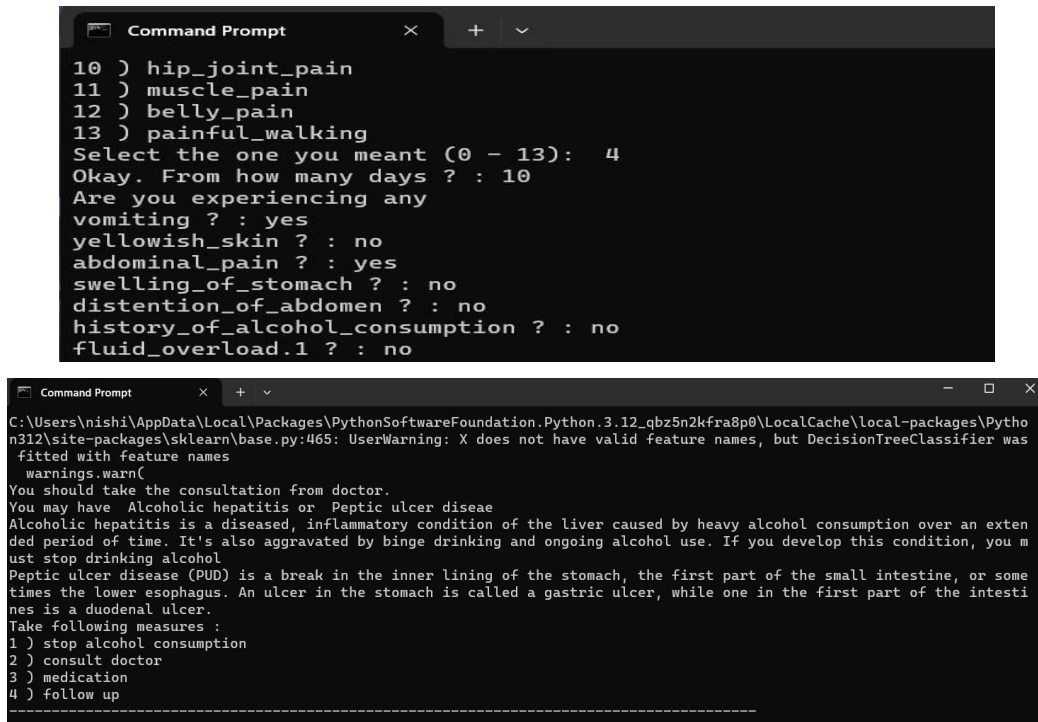 Command Prompt
10 ) hip_joint_pain
11 ) muscle_pain
12 ) belly_pain
13 ) painful_walking
Select the one you meant (0 - 13):  4
Okay. From how many days ? : 10
Are you experiencing any
vomiting ? : yes
yellowish_skin ? : no
abdominal_pain ? : yes
swelling_of_stomach ? : no
distention_of_abdomen ? : no
history_of_alcohol_consumption ? : no
fluid_overload.1 ? : no
Command Prompt
C:\Users\nishi\AppData\Local\Packages\PythonSoftwareFoundation.Python.3.12_qbz5n2kfra8p0\LocalCache\local-packages\Pytho
n312\site-packages\sklearn\base.py:465: UserWarning: X does not have valid feature names, but DecisionTreeClassifier was
 fitted with feature names
  warnings.warn(
You should take the consultation from doctor.
You may have  Alcoholic hepatitis or  Peptic ulcer diseae
Alcoholic hepatitis is a diseased, inflammatory condition of the liver caused by heavy alcohol consumption over an exten
ded period of time. It's also aggravated by binge drinking and ongoing alcohol use. If you develop this condition, you m
ust stop drinking alcohol
Peptic ulcer disease (PUD) is a break in the inner lining of the stomach, the first part of the small intestine, or some
times the lower esophagus. An ulcer in the stomach is called a gastric ulcer, while one in the first part of the intesti
nes is a duodenal ulcer.
Take following measures :
1 ) stop alcohol consumption
2 ) consult doctor
3 ) medication
4 ) follow up
----------------------------------------------------------------------------------------